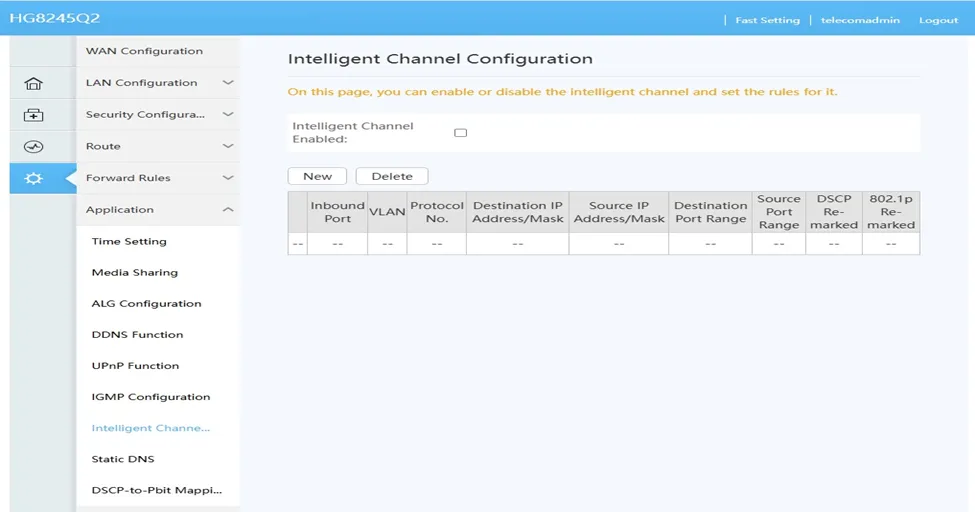 HG8245Q2
| Fast Setting | telecomadmin Logout
WAN Configuration
LAN Configuration
Security Configura...
Route
Forward Rules
Application
Time Setting
Media Sharing
ALG Configuration
DDNS Function
UPnP Function
IGMP Configuration
Intelligent Channe...
Static DNS
DSCP-to-Pbit Mappi...
Intelligent Channel Configuration
On this page, you can enable or disable the intelligent channel and set the rules for it.
Intelligent Channel
Enabled:
New Delete
Inbound Port VLAN Protocol No. Destination IP Address/Mask Source IP Address/Mask Destination Port Range Source Port Range DSCP Re-marked 802.1p Re-marked
-- -- -- -- -- -- -- -- -- --